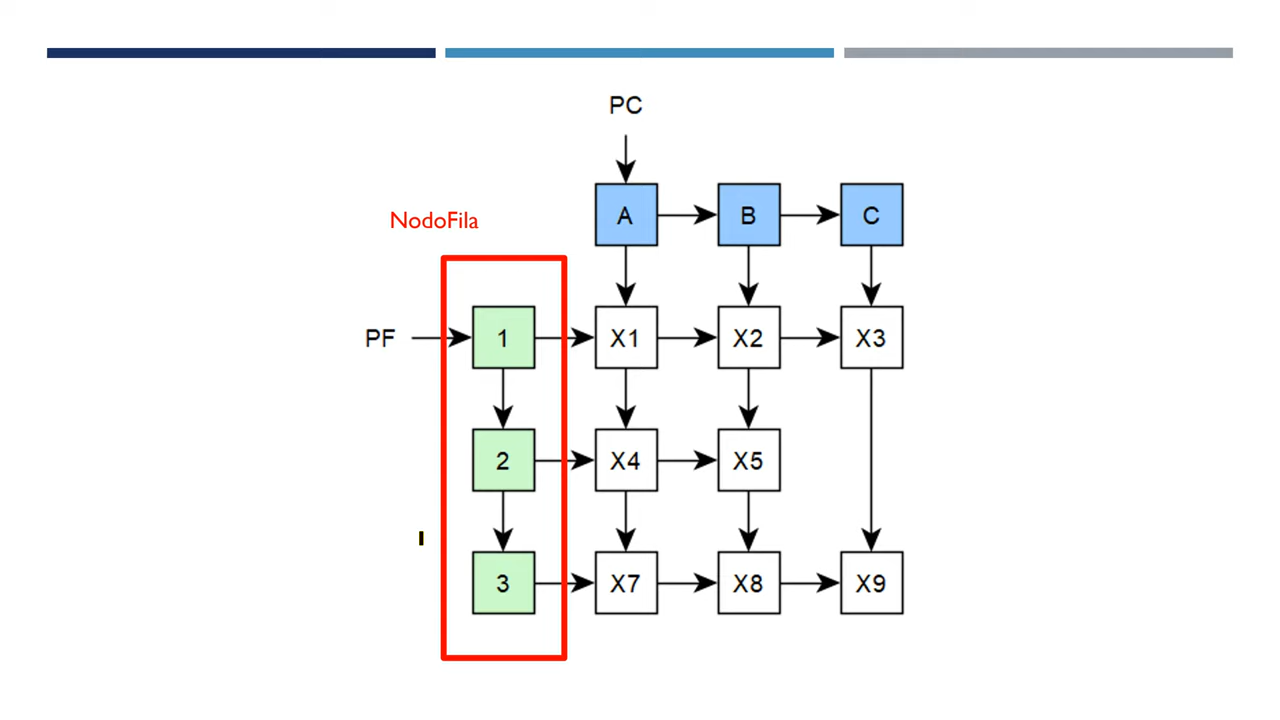 PC
A B C
NodoFila
PF 1 X1 X2 X3
2 X4 X5
3 X7 X8 X9